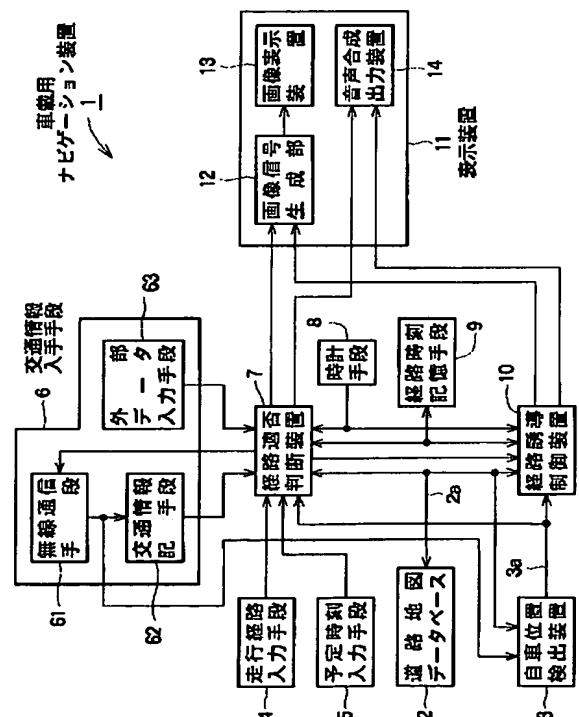 車載用
ナビゲーション装置
1
交通情報
入手手段
6
無線通信
手段
61
交通情報
記 手段
62
外部
データ
入力手段
63
走行経路
入力手段
4
予定時刻
入力手段
5
道路地図
データベース
2
自車位置
検出装置
3
経路適否
判断装置
7
時計
手段
8
経路時刻
記憶手段
9
経路誘導
制御装置
10
2a
3a
画像信号
生成部
12
画像表示
装置
13
音声合成
出力装置
14
11
表示装置